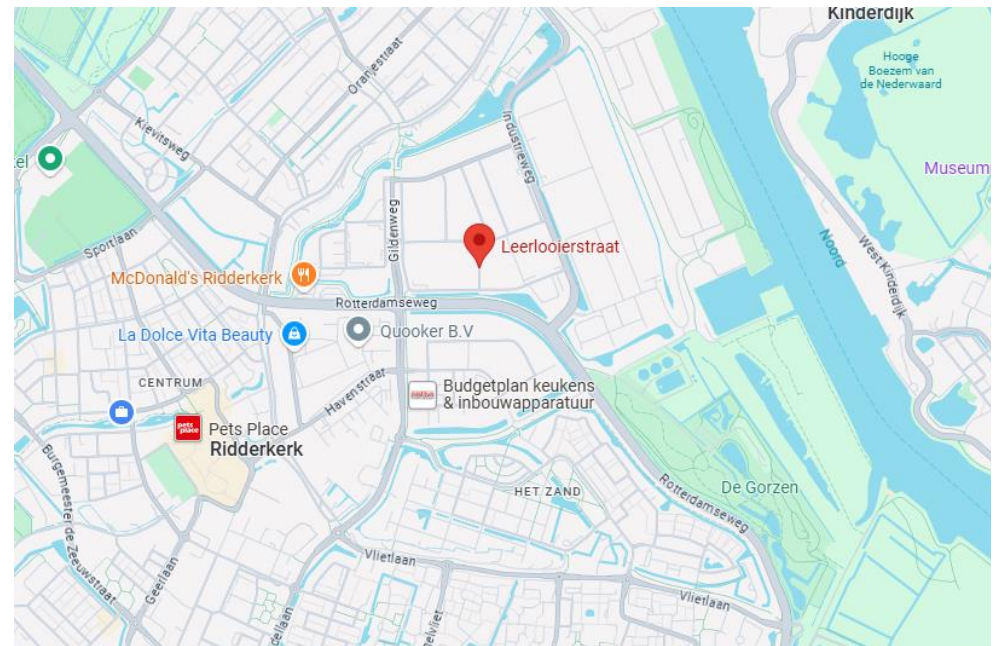 Kinderdijk
Hooge
Boezem van
de Nederwaard
Oranjestraat
Kievitsweg
Industrieweg
Museum
Gildenweg
Leerlooierstraat
Sportlaan
Noord
West Kinderdijk
McDonald's Ridderkerk
Rotterdamseweg
La Dolce Vita Beauty
Quooker B.V
CENTRUM
Havenstraat
Budgetplan keukens
& inbouwapparatuur
pets
place
Pets Place
Ridderkerk
Burgemeester de Zeeuwstraat
HET ZAND
De Gorzen
Rotterdamseweg
Vlietlaan
Geerlaan
Vlietlaan